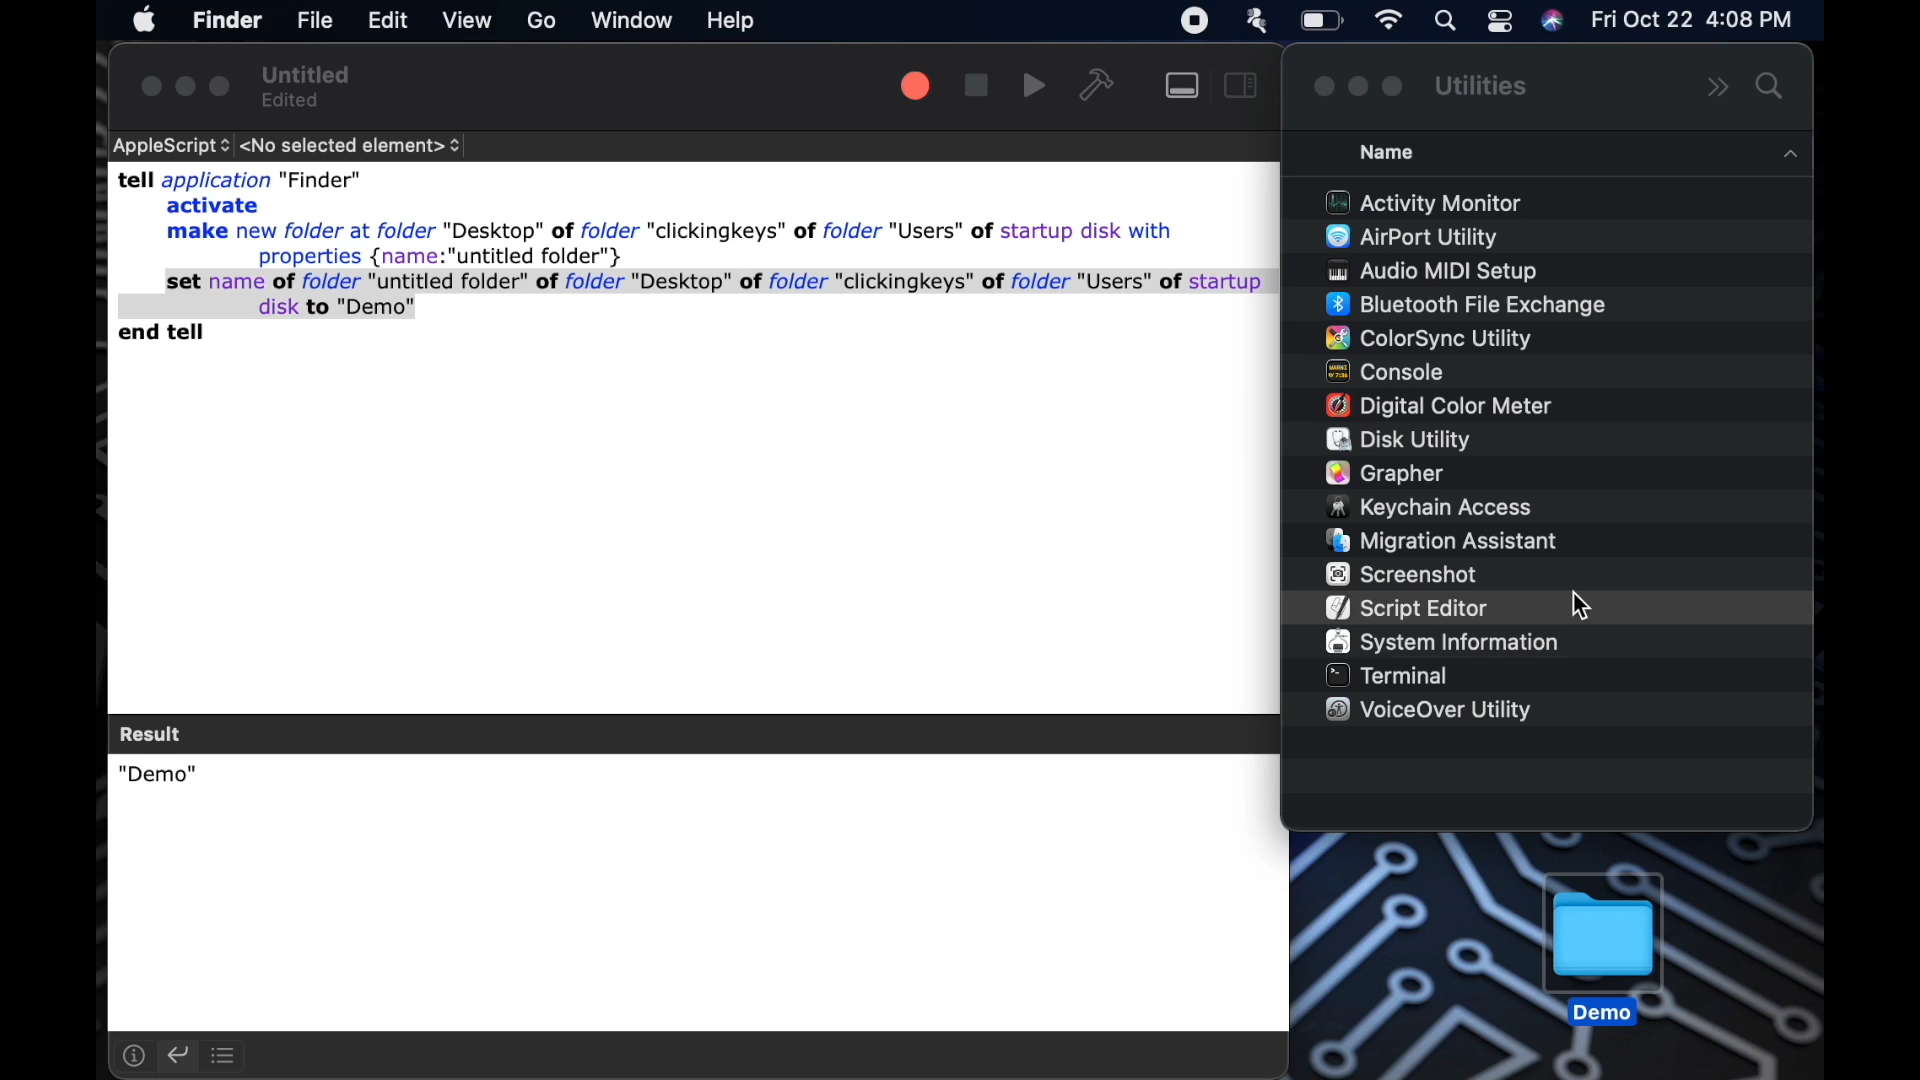 Finder File Edit View Go Window Help Fri Oct 22 4:08 PM
Untitled
Edited
AppleScript <No selected element>
tell application "Finder"
activate
make new folder at folder "Desktop" of folder "clickingkeys" of folder "Users" of startup disk with
properties {name:"untitled folder"}
set name of folder "untitled folder" of folder "Desktop" of folder "clickingkeys" of folder "Users" of startup
disk to "Demo"
end tell
Result
"Demo"
Utilities
Name
Activity Monitor
AirPort Utility
Audio MIDI Setup
Bluetooth File Exchange
ColorSync Utility
Console
Digital Color Meter
Disk Utility
Grapher
Keychain Access
Migration Assistant
Screenshot
Script Editor
System Information
Terminal
VoiceOver Utility
Demo